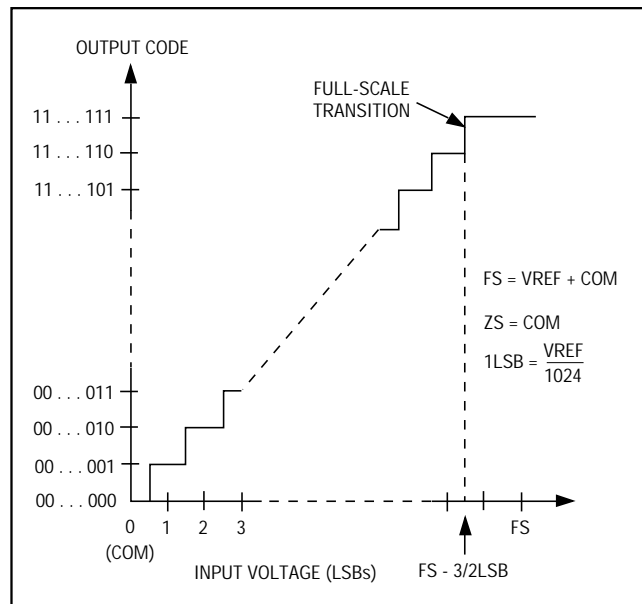 OUTPUT CODE
FULL-SCALE
TRANSITION
11 . . . 111
11 . . . 110
11 . . . 101
FS = VREF + COM
ZS = COM
1LSB = VREF
1024
00 . . . 011
00 . . . 010
00 . . . 001
00 . . . 000
0 1 2 3 FS
(COM)
INPUT VOLTAGE (LSBs)
FS - 3/2LSB